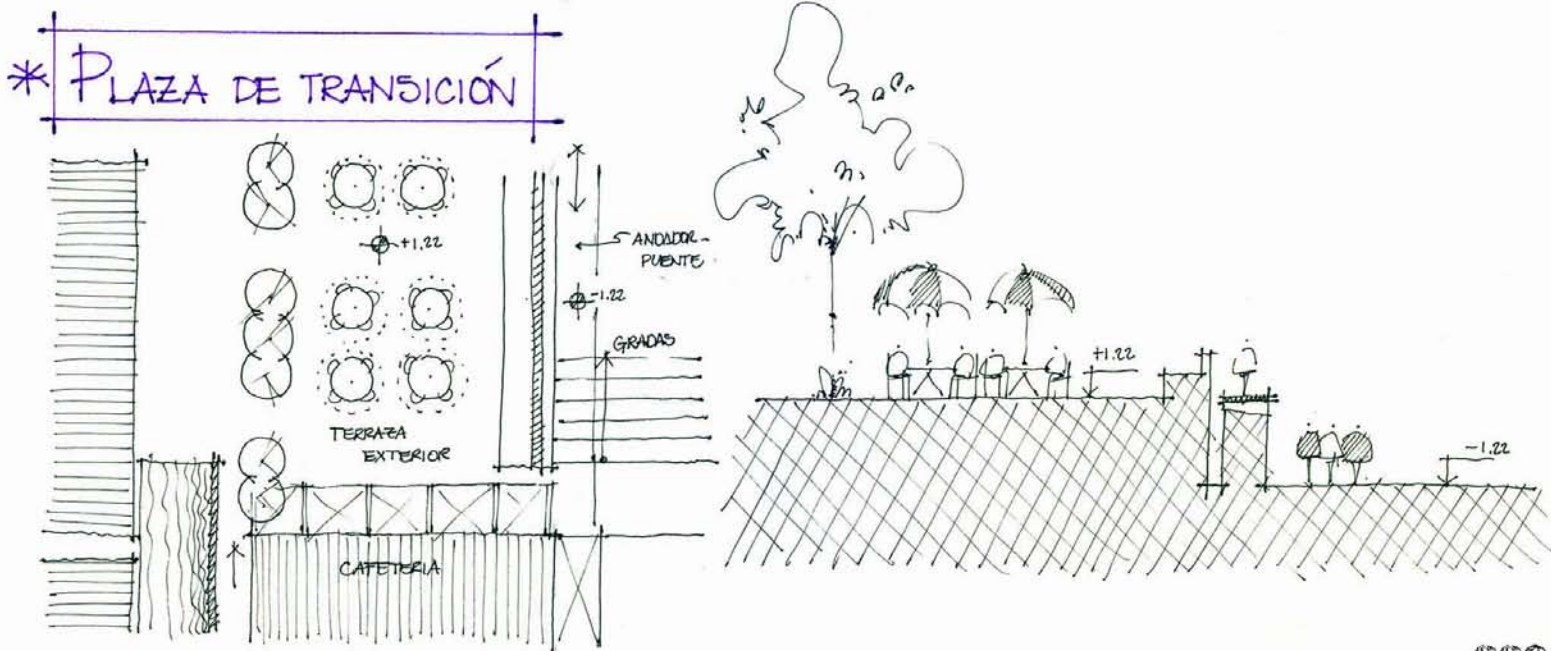 * PLAZA DE TRANSICIÓN
+1.22
ANDADOR-
PUENTE
-1.22
GRADAS
TERRAZA
EXTERIOR
CAFETERIA
+1.22
-1.22